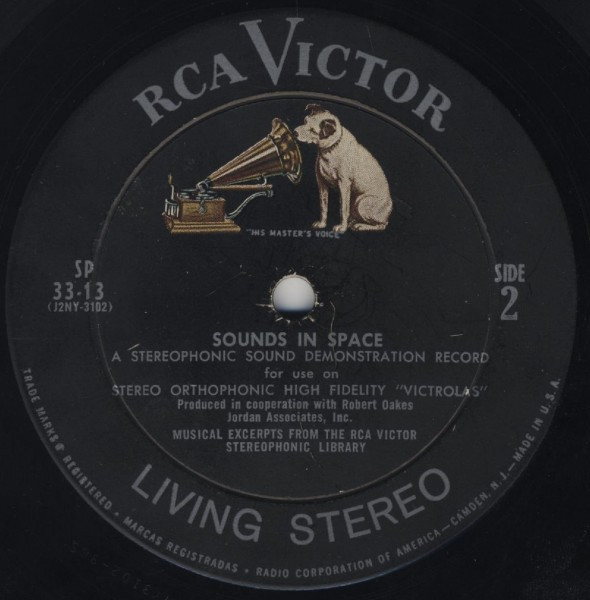 RCA VICTOR
"HIS MASTER'S VOICE"
SP
33-13
(J2NY-3102)
SIDE
2
SOUNDS IN SPACE
A STEREOPHONIC SOUND DEMONSTRATION RECORD
for use on
STEREO ORTHOPHONIC HIGH FIDELITY "VICTROLAS"
Produced in cooperation with Robert Oakes
Jordan Associates, Inc.
MUSICAL EXCERPTS FROM THE RCA VICTOR
STEREOPHONIC LIBRARY
LIVING STEREO
TRADE MARKS ® REGISTERED • MARCAS REGISTRADAS • RADIO CORPORATION OF AMERICA—CAMDEN, N.J.—MADE IN U.S.A.